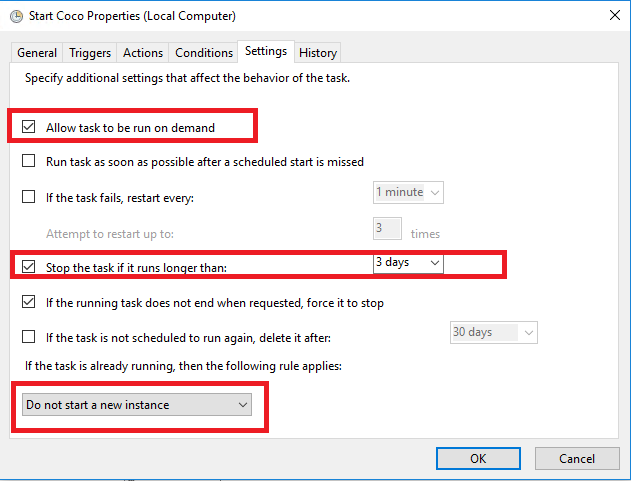 Start Coco Properties (Local Computer)
General Triggers Actions Conditions Settings History
Specify additional settings that affect the behavior of the task.
Allow task to be run on demand
Run task as soon as possible after a scheduled start is missed
If the task fails, restart every: 1 minute
Attempt to restart up to: 3 times
Stop the task if it runs longer than: 3 days
If the running task does not end when requested, force it to stop
If the task is not scheduled to run again, delete it after: 30 days
If the task is already running, then the following rule applies:
Do not start a new instance
OK Cancel